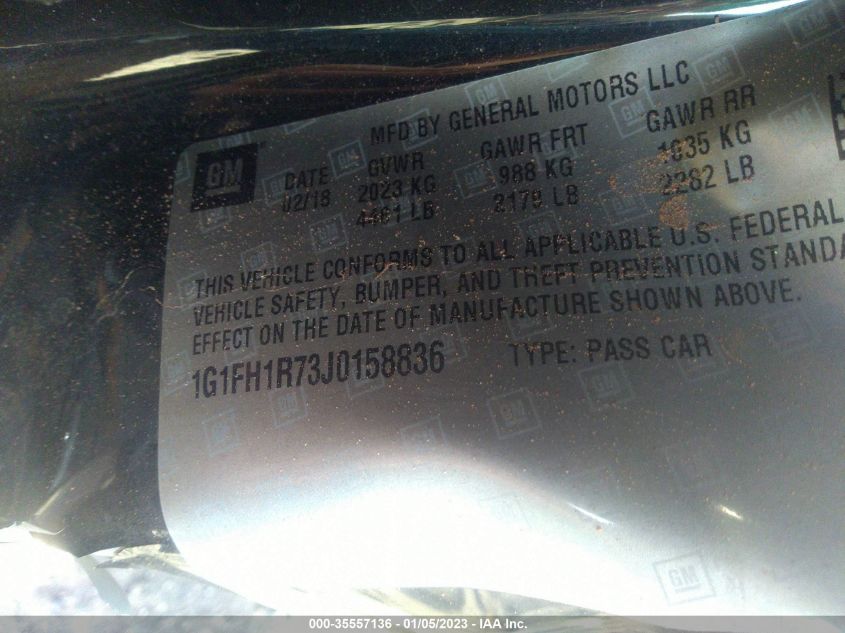 MFD BY GENERAL MOTORS LLC
GM
DATE GVWR GAWR FRT GAWR RR
02/18 2023 KG 988 KG 1035 KG
4461 LB 2179 LB 2282 LB
THIS VEHICLE CONFORMS TO ALL APPLICABLE U.S. FEDERAL
VEHICLE SAFETY, BUMPER, AND THEFT PREVENTION STANDA
EFFECT ON THE DATE OF MANUFACTURE SHOWN ABOVE.
1G1FH1R73J0158836 TYPE: PASS CAR
GM
000-35557136 - 01/05/2023 - IAA Inc.